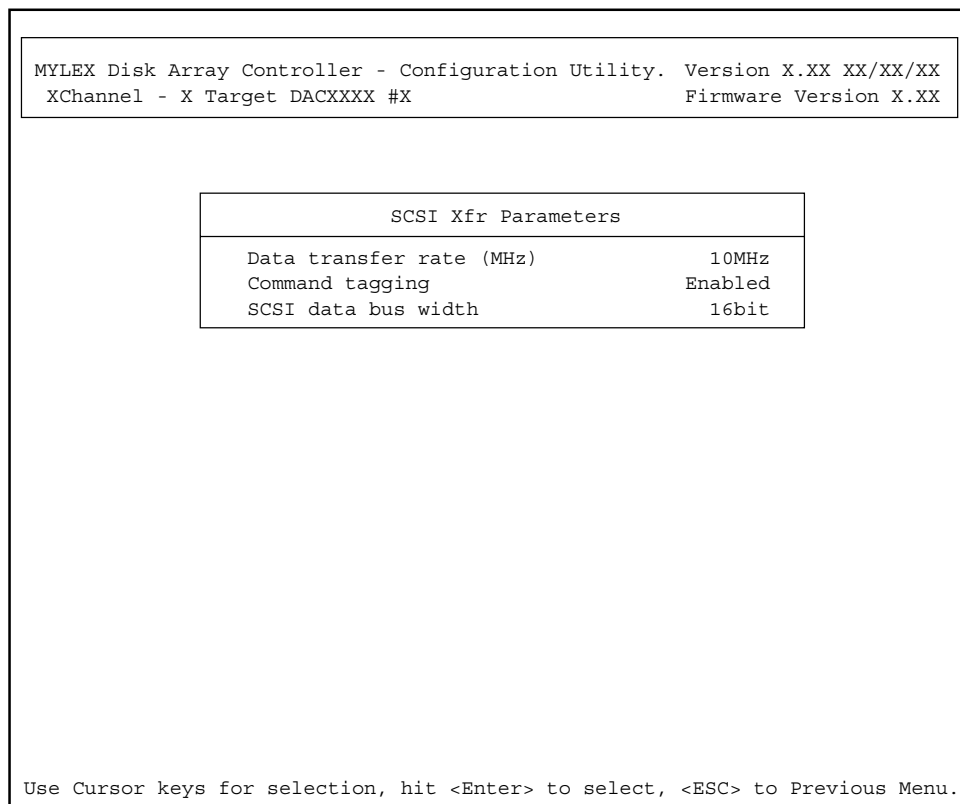 MYLEX Disk Array Controller - Configuration Utility. Version X.XX XX/XX/XX
XChannel - X Target DACXXXX #X Firmware Version X.XX
SCSI Xfr Parameters
Data transfer rate (MHz) 10MHz
Command tagging Enabled
SCSI data bus width 16bit
Use Cursor keys for selection, hit <Enter> to select, <ESC> to Previous Menu.